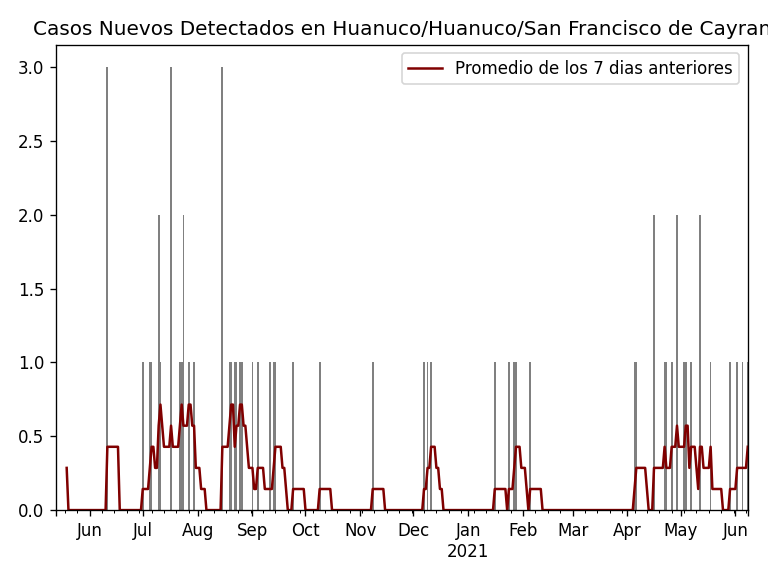 Casos Nuevos Detectados en Huanuco/Huanuco/San Francisco de Cayran
Promedio de los 7 dias anteriores
3.0
2.5
2.0
1.5
1.0
0.5
0.0
Jun Jul Aug Sep Oct Nov Dec Jan Feb Mar Apr May Jun
2021